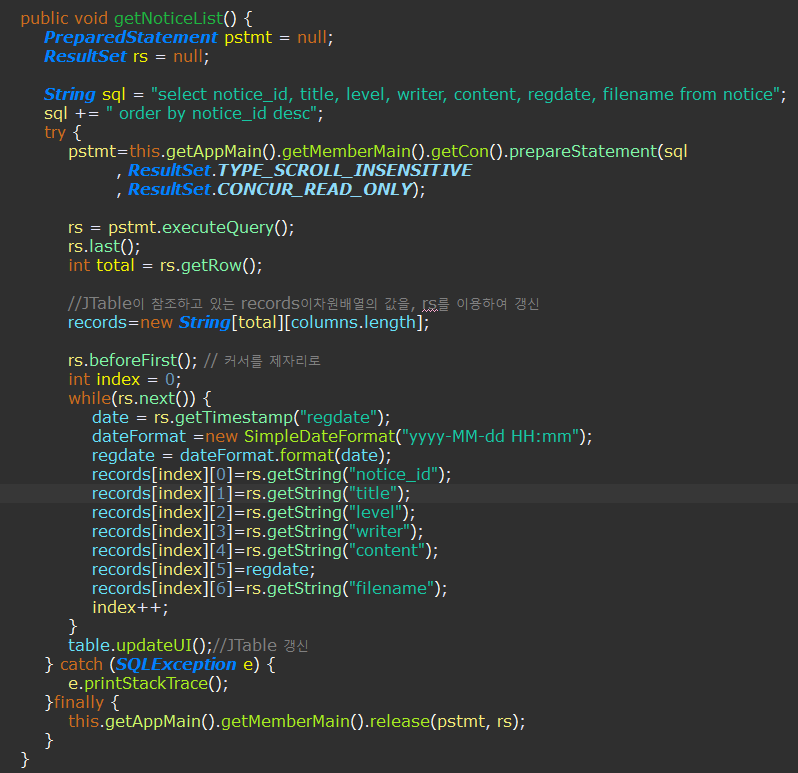 public void getNoticeList() {
PreparedStatement pstmt = null;
ResultSet rs = null;
String sql = "select notice_id, title, level, writer, content, regdate, filename from notice";
sql += " order by notice_id desc";
try {
pstmt=this.getAppMain().getMemberMain().getCon().prepareStatement(sql
, ResultSet.TYPE_SCROLL_INSENSITIVE
, ResultSet.CONCUR_READ_ONLY);
rs = pstmt.executeQuery();
rs.last();
int total = rs.getRow();
//JTable이 참조하고 있는 records이차원배열의 값을, rs를 이용하여 갱신
records=new String[total][columns.length];
rs.beforeFirst(); // 커서를 제자리로
int index = 0;
while(rs.next()) {
date = rs.getTimestamp("regdate");
dateFormat =new SimpleDateFormat("yyyy-MM-dd HH:mm");
regdate = dateFormat.format(date);
records[index][0]=rs.getString("notice_id");
records[index][1]=rs.getString("title");
records[index][2]=rs.getString("level");
records[index][3]=rs.getString("writer");
records[index][4]=rs.getString("content");
records[index][5]=regdate;
records[index][6]=rs.getString("filename");
index++;
}
table.updateUI();//JTable 갱신
} catch (SQLException e) {
e.printStackTrace();
}finally {
this.getAppMain().getMemberMain().release(pstmt, rs);
}
}